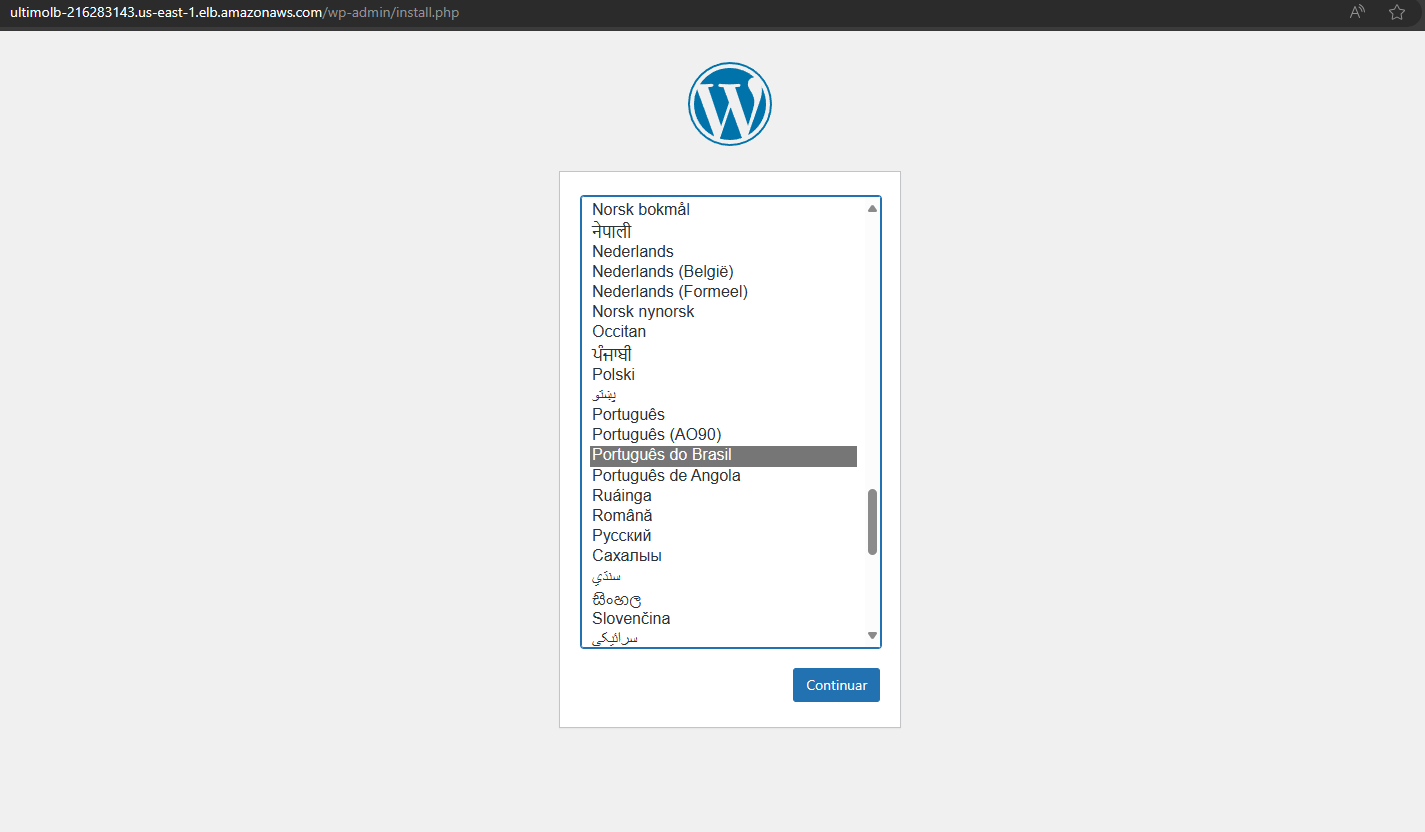 ultimolb-216283143.us-east-1.elb.amazonaws.com/wp-admin/install.php
Norsk bokmål
नेपाली
Nederlands
Nederlands (België)
Nederlands (Formeel)
Norsk nynorsk
Occitan
ਪੰਜਾਬੀ
Polski
پښتو
Português
Português (AO90)
Português do Brasil
Português de Angola
Ruáinga
Română
Русский
Сахалыы
سنڌي
සිංහල
Slovenčina
سرائیکی
Continuar